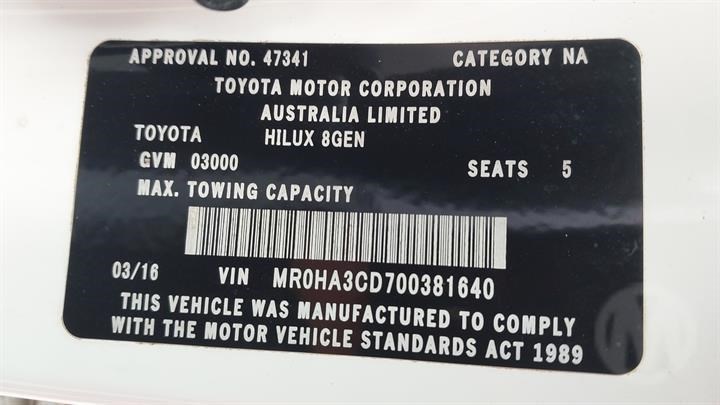 APPROVAL NO. 47341 CATEGORY NA
TOYOTA MOTOR CORPORATION
AUSTRALIA LIMITED
TOYOTA HILUX 8GEN
GVM 03000 SEATS 5
MAX. TOWING CAPACITY
03/16 VIN MR0HA3CD700381640
THIS VEHICLE WAS MANUFACTURED TO COMPLY
WITH THE MOTOR VEHICLE STANDARDS ACT 1989